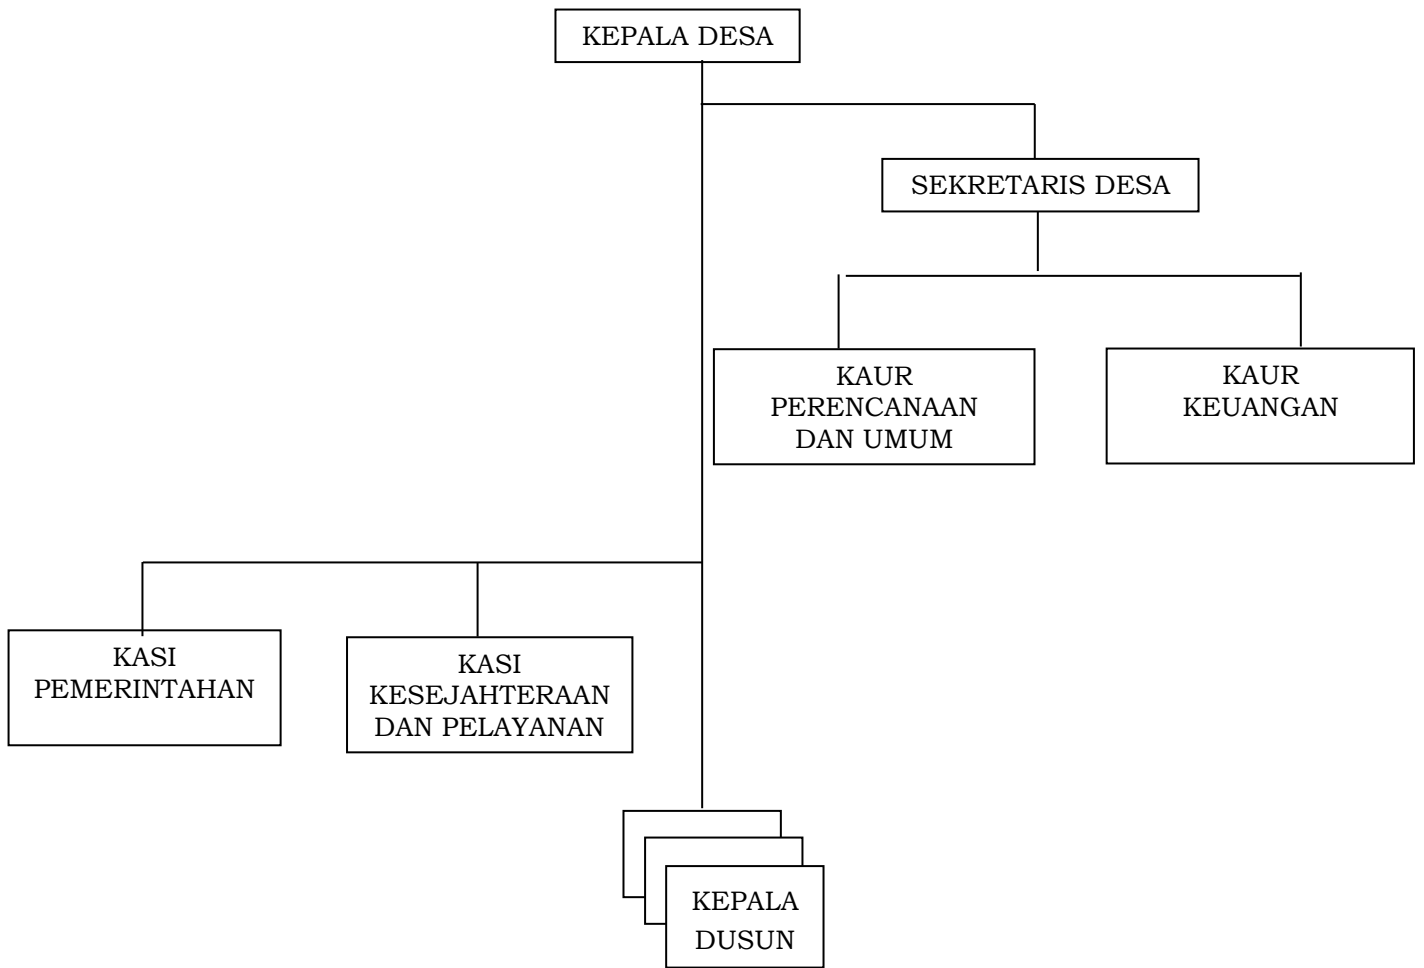 KEPALA DESA
SEKRETARIS DESA
KAUR
PERENCANAAN
DAN UMUM
KAUR
KEUANGAN
KASI
PEMERINTAHAN
KASI
KESEJAHTERAAN
DAN PELAYANAN
KEPALA
DUSUN